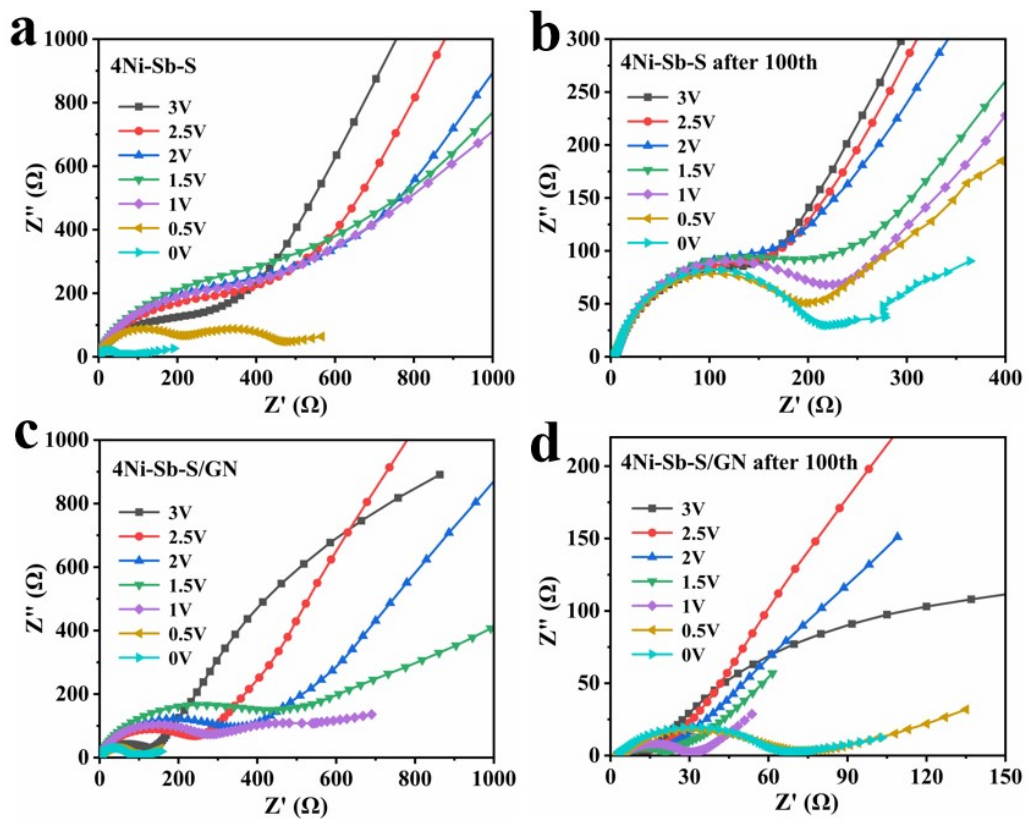 a
4Ni-Sb-S
3V
2.5V
2V
1.5V
1V
0.5V
0V
1000
800
600
400
200
0
0 200 400 600 800 1000
Z'' (Ω)
Z' (Ω)
b
4Ni-Sb-S after 100th
3V
2.5V
2V
1.5V
1V
0.5V
0V
300
250
200
150
100
50
0
0 100 200 300 400
Z'' (Ω)
Z' (Ω)
c
4Ni-Sb-S/GN
3V
2.5V
2V
1.5V
1V
0.5V
0V
1000
800
600
400
200
0
0 200 400 600 800 1000
Z'' (Ω)
Z' (Ω)
d
4Ni-Sb-S/GN after 100th
3V
2.5V
2V
1.5V
1V
0.5V
0V
200
150
100
50
0
0 30 60 90 120 150
Z'' (Ω)
Z' (Ω)